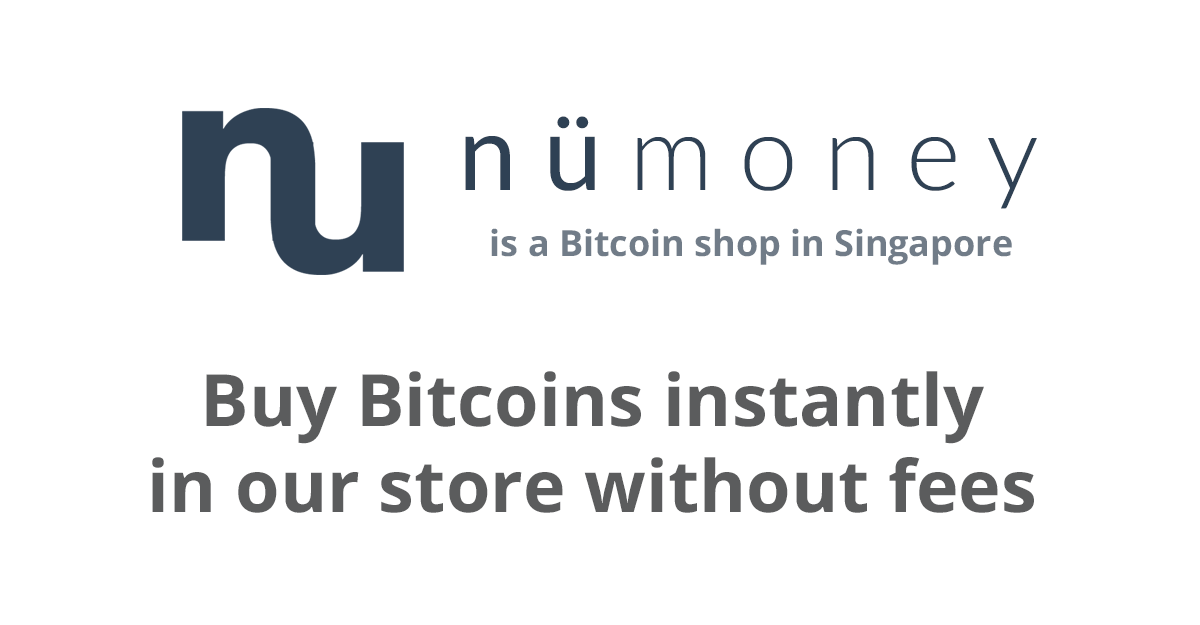 nu
nümoney
is a Bitcoin shop in Singapore
Buy Bitcoins instantly
in our store without fees